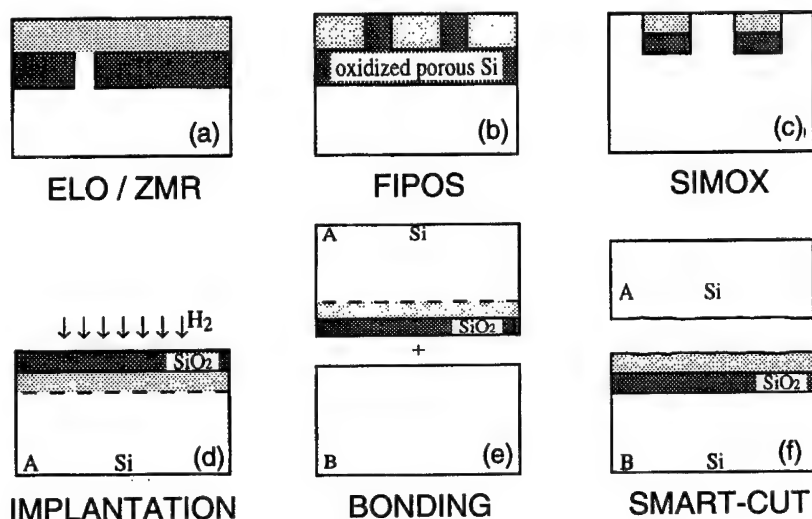 (a)
oxidized porous Si
(b)
(c)
ELO / ZMR
FIPOS
SIMOX
H₂
SiO₂
A Si
(d)
A Si
SiO₂
+
B
(e)
A Si
SiO₂
B Si
(f)
IMPLANTATION
BONDING
SMART-CUT